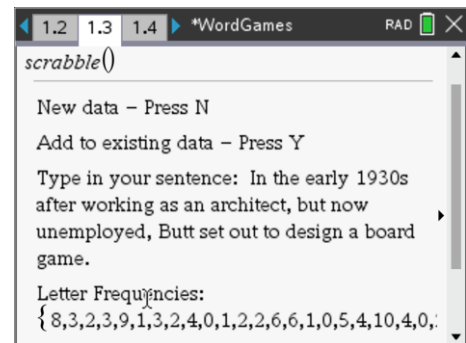 1.2 1.3 1.4 *WordGames RAD
scrabble()
New data – Press N
Add to existing data – Press Y
Type in your sentence: In the early 1930s
after working as an architect, but now
unemployed, Butt set out to design a board
game.
Letter Frequencies:
{8,3,2,3,9,1,3,2,4,0,1,2,2,6,6,1,0,5,4,10,4,0,